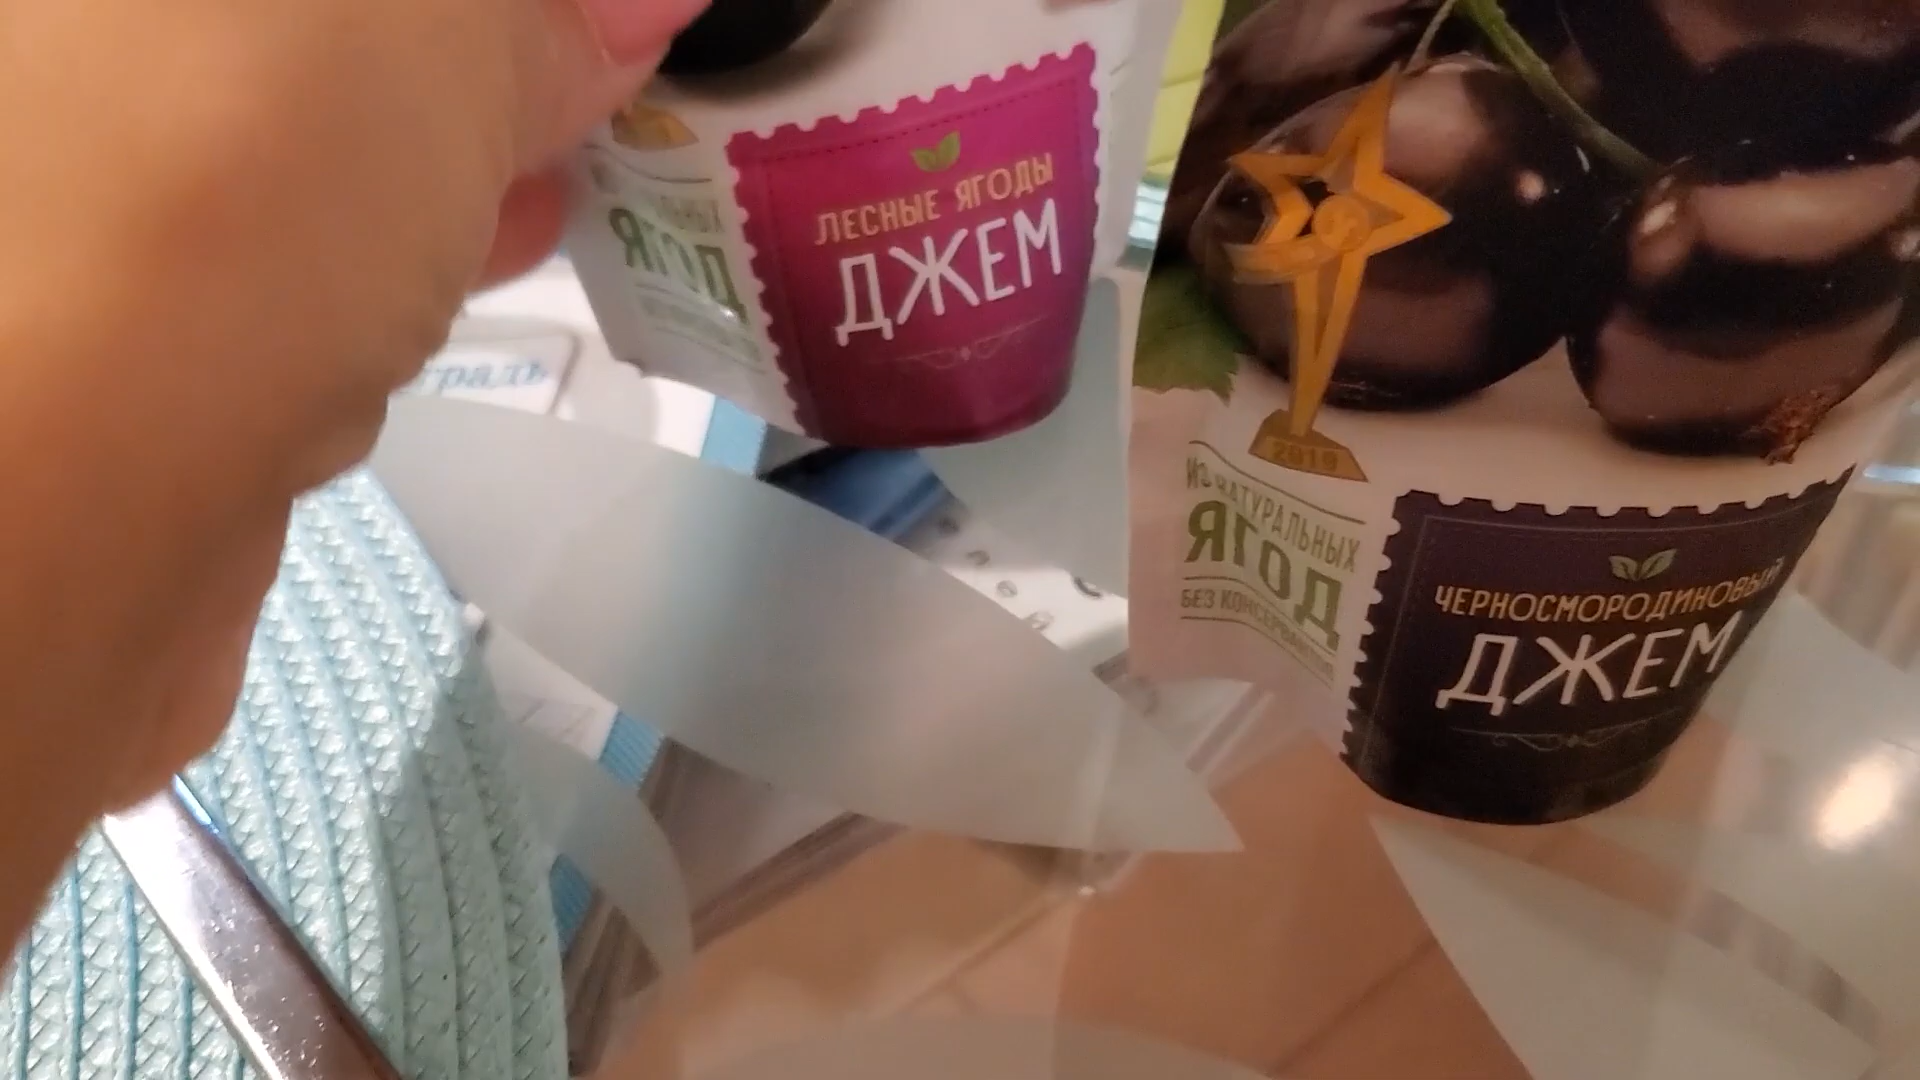 ЛЕСНЫЕ ЯГОДЫ
ДЖЕМ
ЯГОД
2019
ИЗ НАТУРАЛЬНЫХ
ЯГОД
БЕЗ КОНСЕРВАНТОВ
ЧЕРНОСМОРОДИНОВЫЙ
ДЖЕМ